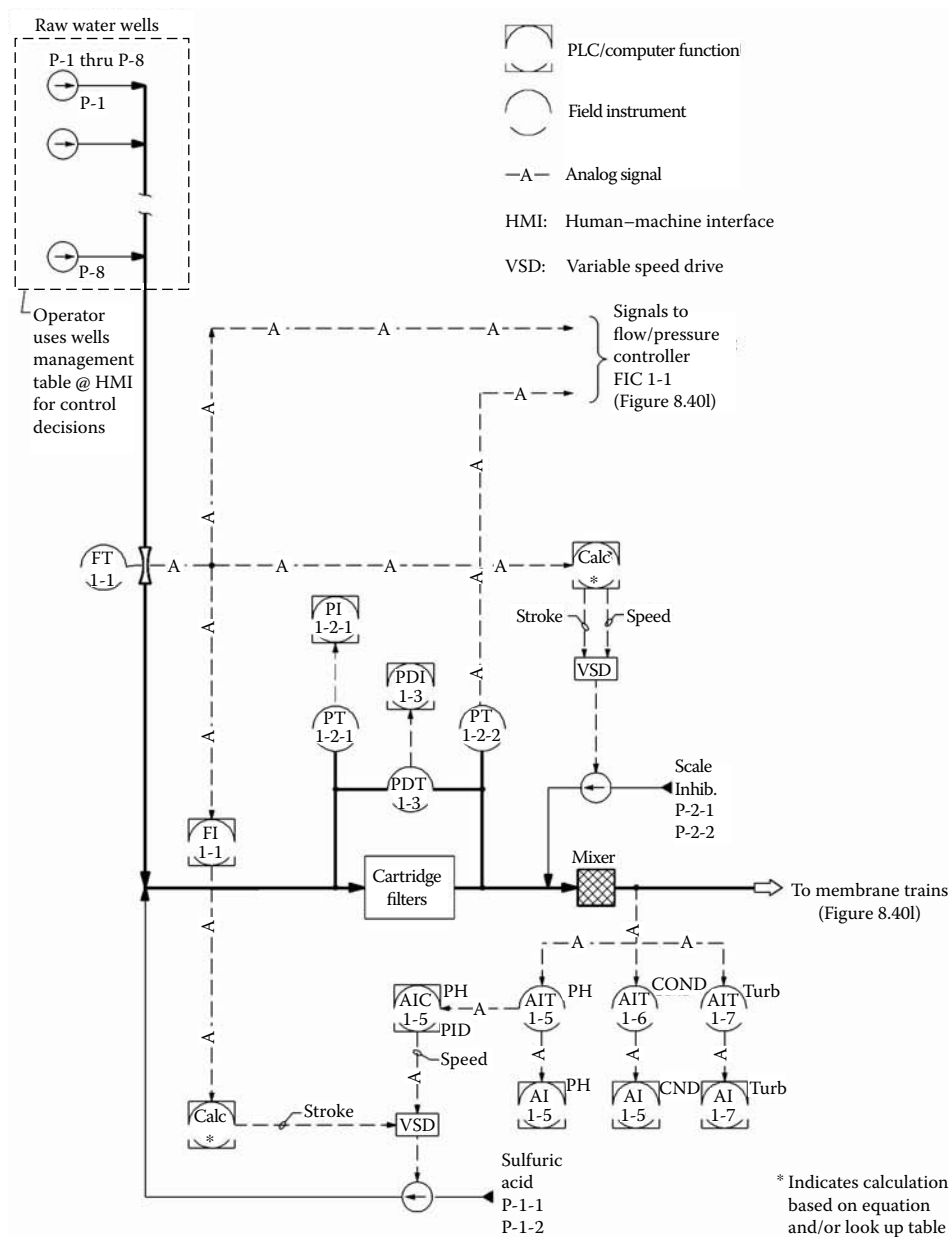 Raw water wells
P-1 thru P-8
P-1
P-8
Operator
uses wells
management
table @ HMI
for control
decisions
PLC/computer function
Field instrument
A
Analog signal
HMI: Human–machine interface
VSD: Variable speed drive
A
A
A
Signals to
flow/pressure
controller
FIC 1-1
(Figure 8.40l)
A
A
A
A
A
FT
1-1
A
A
A
A
A
Calc
*
Stroke
Speed
VSD
PI
1-2-1
PDI
1-3
PT
1-2-1
PT
1-2-2
PDT
1-3
A
A
Scale
Inhib.
P-2-1
P-2-2
FI
1-1
Cartridge
filters
Mixer
To membrane trains
(Figure 8.40l)
A
A
A
A
AIC
1-5
PH
PID
A
AIT
1-5
PH
AIT
1-6
COND
AIT
1-7
Turb
Speed
A
A
A
A
A
AI
1-5
PH
AI
1-5
CND
AI
1-7
Turb
Calc
*
Stroke
VSD
Sulfuric
acid
P-1-1
P-1-2
* Indicates calculation
based on equation
and/or look up table